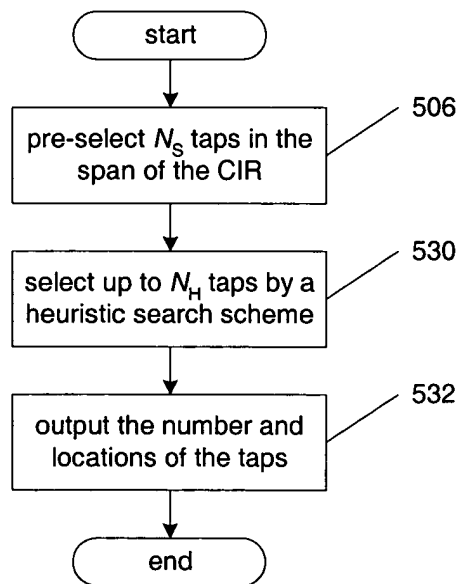 start
506
pre-select N_S taps in the
span of the CIR
530
select up to N_H taps by a
heuristic search scheme
532
output the number and
locations of the taps
end